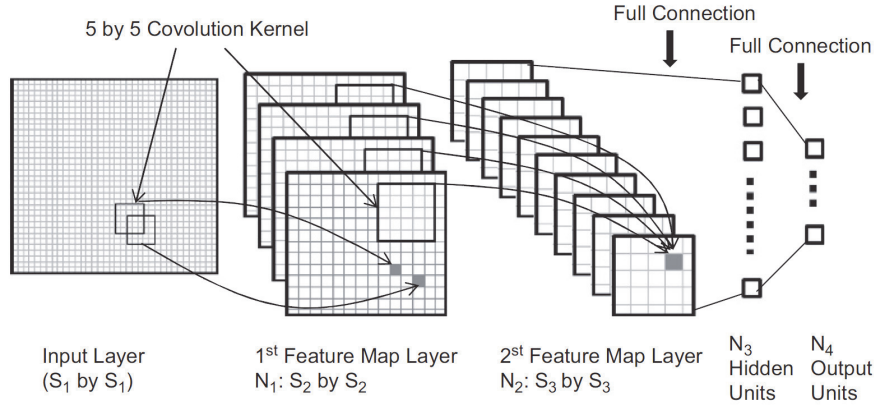 5 by 5 Covolution Kernel
Full Connection
Full Connection
Input Layer
(S₁ by S₁)
1ˢᵗ Feature Map Layer
N₁: S₂ by S₂
2ˢᵗ Feature Map Layer
N₂: S₃ by S₃
N₃
Hidden
Units
N₄
Output
Units